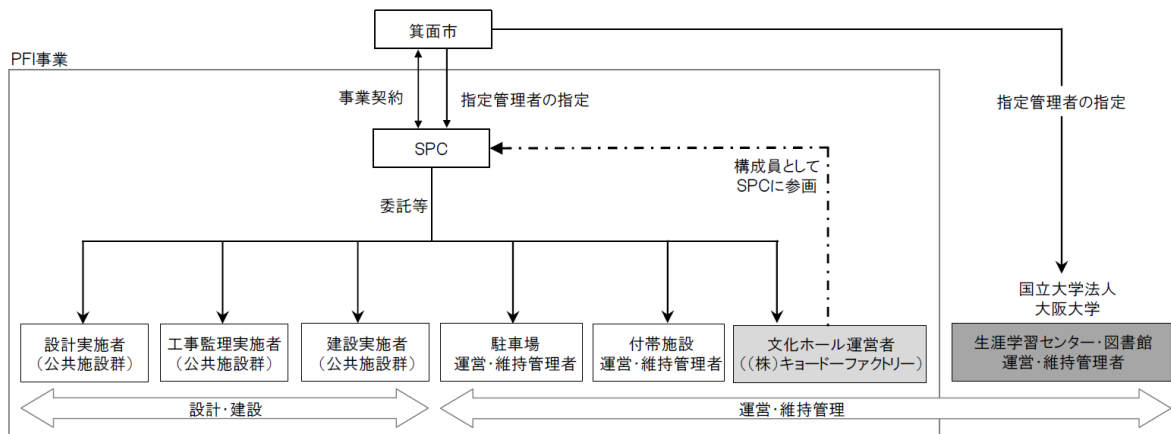 箕面市
PFI事業
事業契約
指定管理者の指定
指定管理者の指定
SPC
構成員として
SPCに参画
委託等
国立大学法人
大阪大学
設計実施者
(公共施設群)
工事監理実施者
(公共施設群)
建設実施者
(公共施設群)
駐車場
運営・維持管理者
付帯施設
運営・維持管理者
文化ホール運営者
((株)キョードーファクトリー)
生涯学習センター・図書館
運営・維持管理者
設計・建設
運営・維持管理